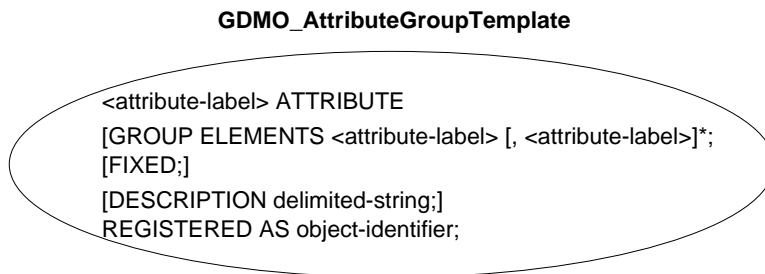 GDMO_AttributeGroupTemplate
<attribute-label> ATTRIBUTE
[GROUP ELEMENTS <attribute-label> [, <attribute-label>]*;
[FIXED;]
[DESCRIPTION delimited-string;]
REGISTERED AS object-identifier;